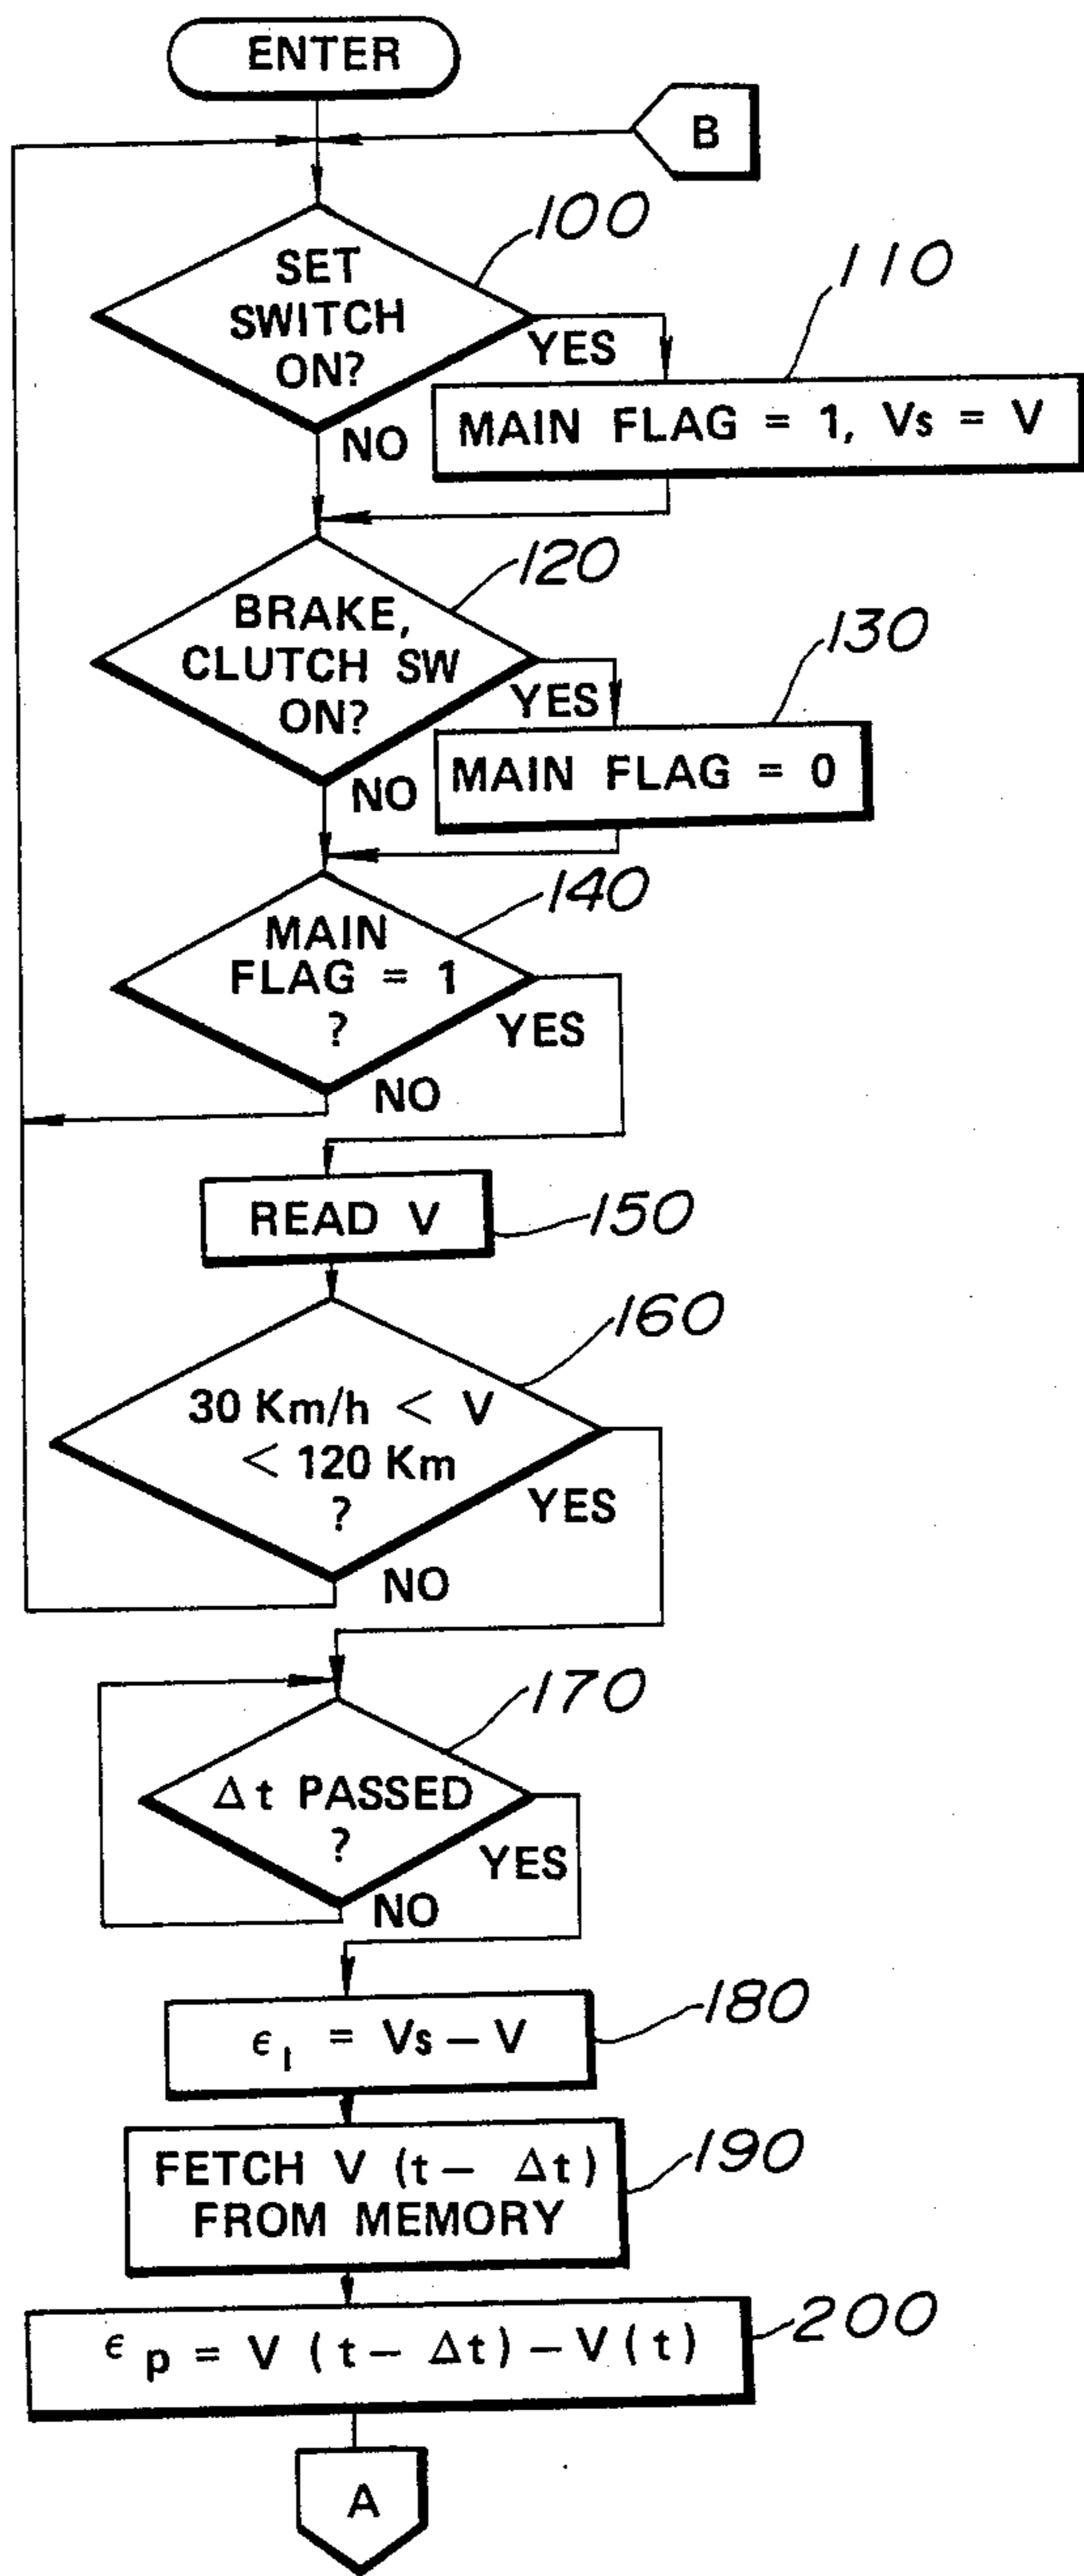 ENTER
B
100
SET
SWITCH
ON?
YES
NO
110
MAIN FLAG = 1, Vs = V
120
BRAKE,
CLUTCH SW
ON?
YES
NO
130
MAIN FLAG = 0
140
MAIN
FLAG = 1
?
YES
NO
READ V
150
160
30 Km/h < V
< 120 Km
?
YES
NO
170
Δt PASSED
?
YES
NO
180
ϵI = Vs − V
190
FETCH V (t − Δt)
FROM MEMORY
200
ϵp = V (t − Δt) − V(t)
A